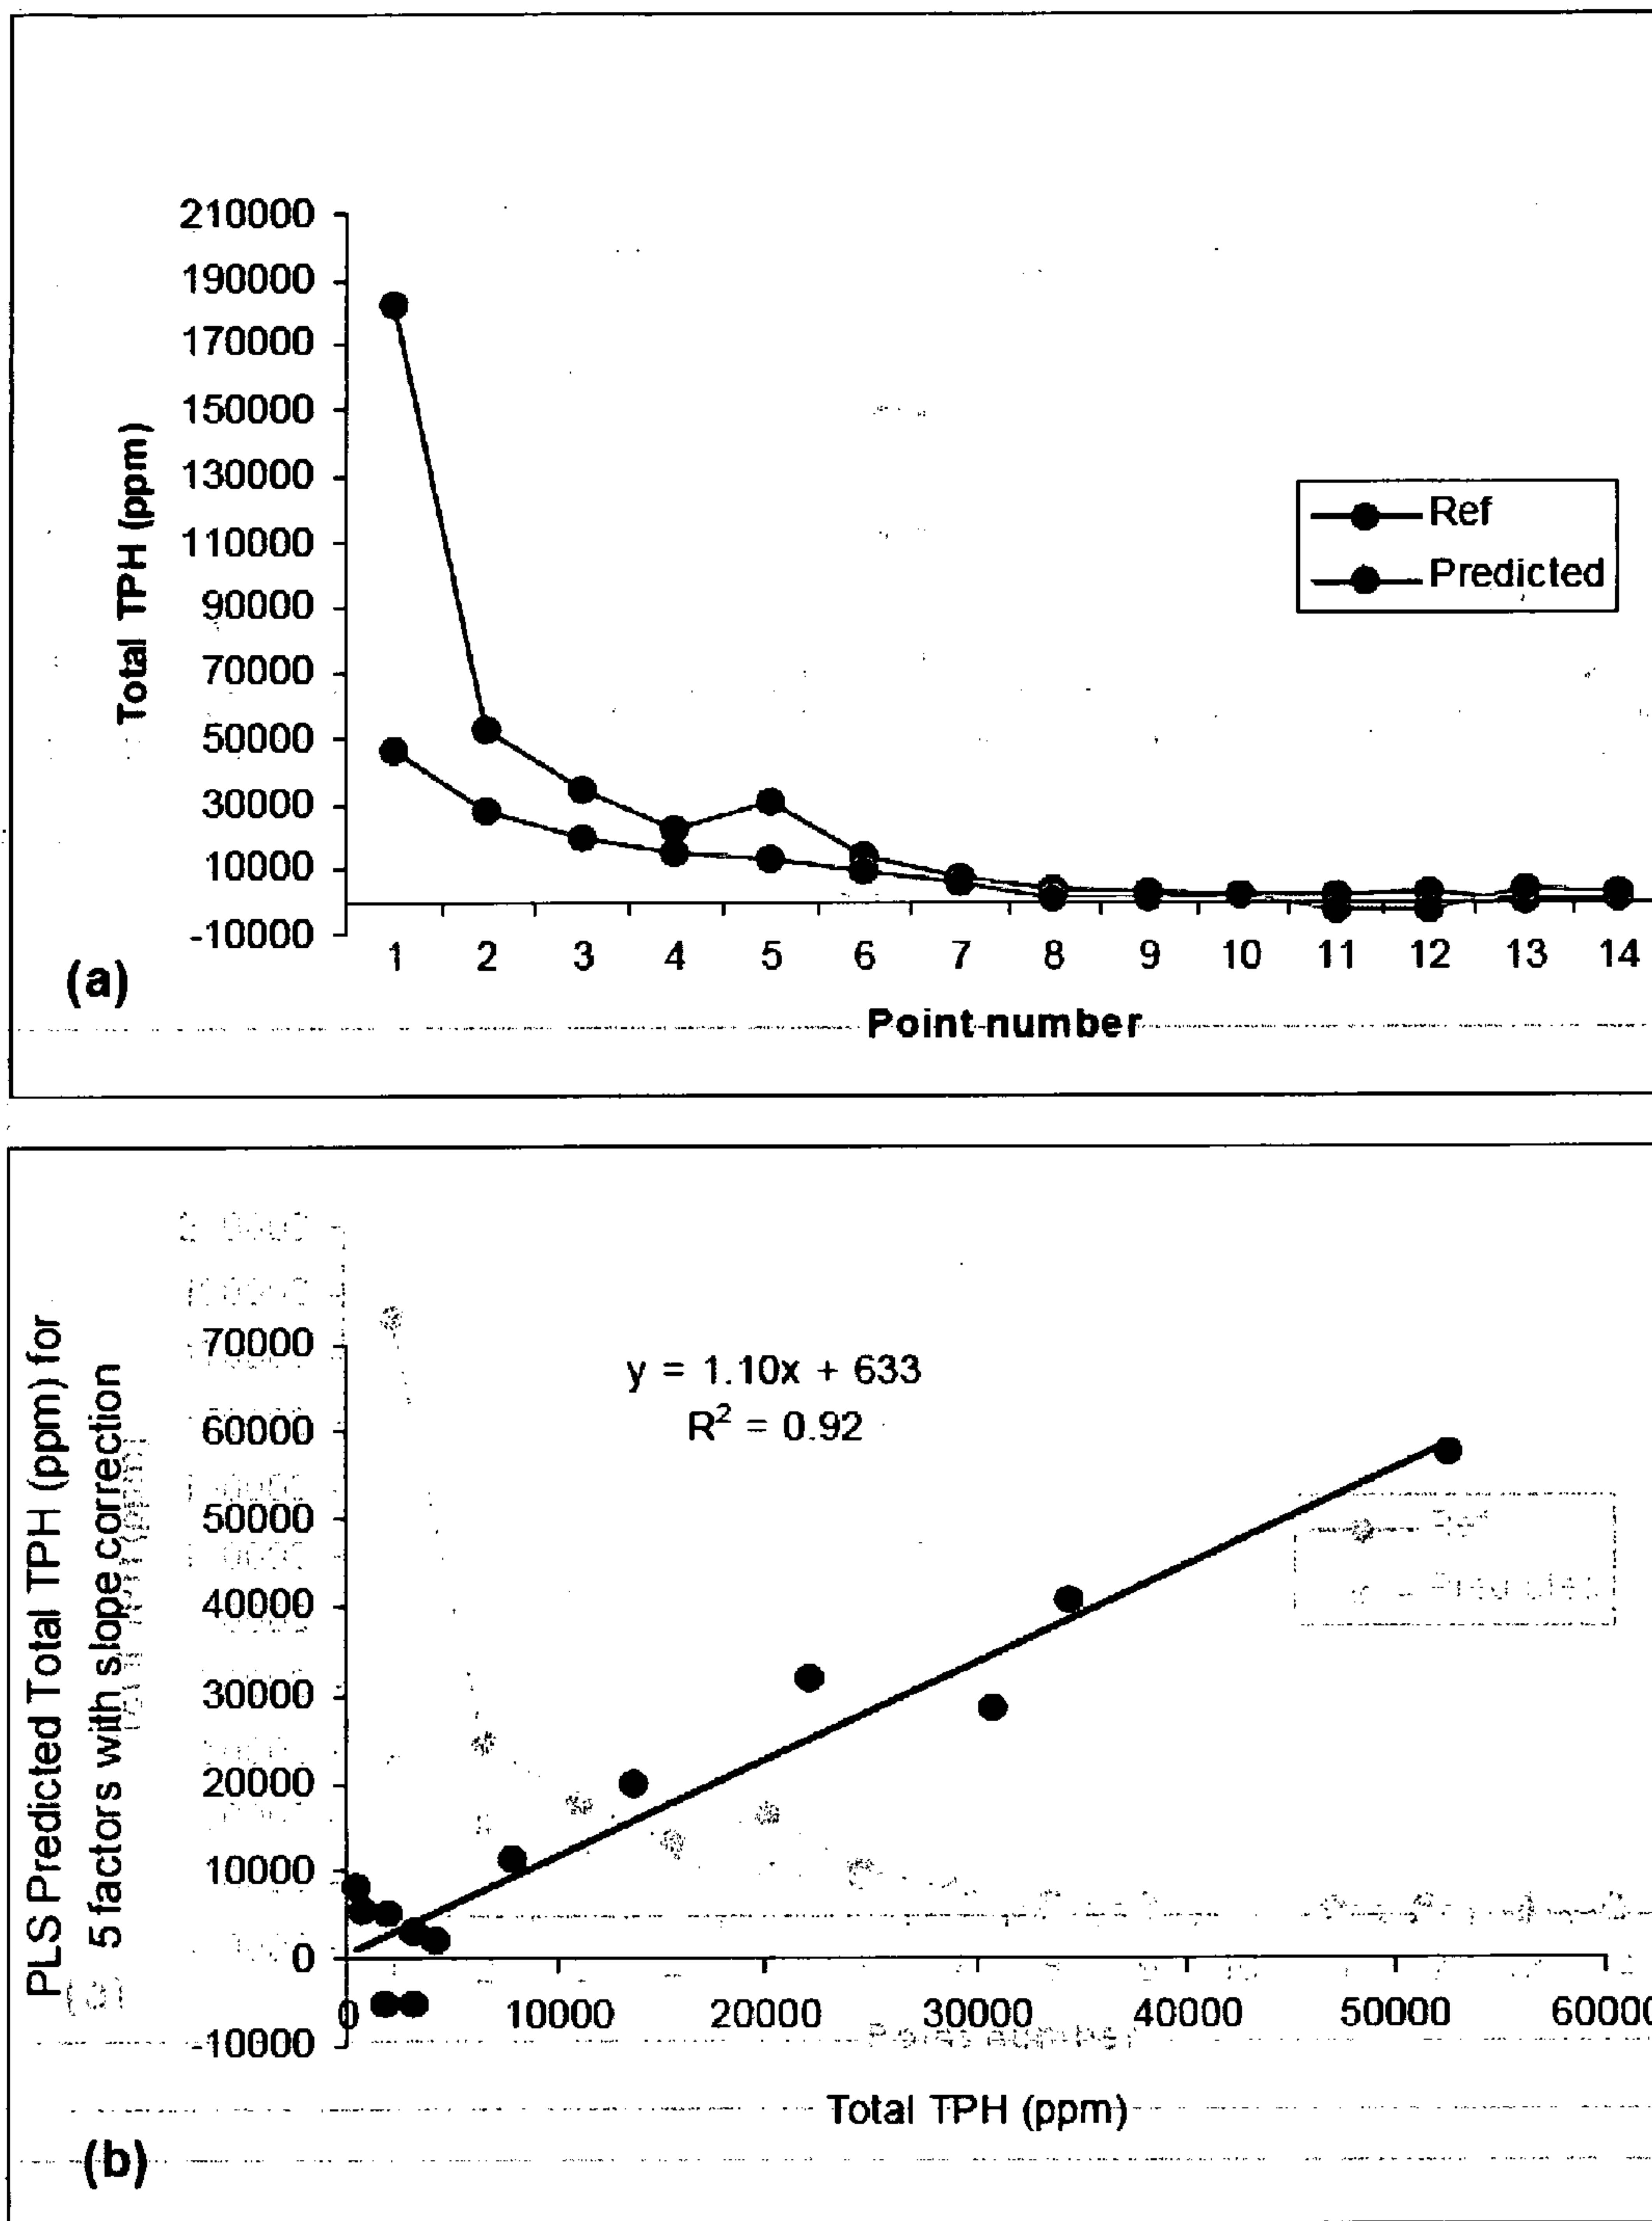 210000
190000
170000
150000
130000
110000
90000
70000
50000
30000
10000
-10000
Total TPH (ppm)
Ref
Predicted
1 2 3 4 5 6 7 8 9 10 11 12 13 14
Point number
(a)
PLS Predicted Total TPH (ppm) for
5 factors with slope correction
70000
60000
50000
40000
30000
20000
10000
0
-10000
y = 1.10x + 633
R² = 0.92
0 10000 20000 30000 40000 50000
Total TPH (ppm)
(b)